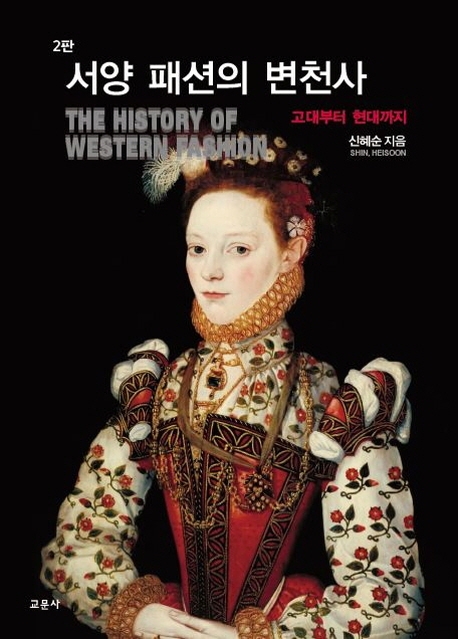 2판
서양 패션의 변천사
THE HISTORY OF
WESTERN FASHION
고대부터 현대까지
신혜순 지음
SHIN, HEISOON
교문사